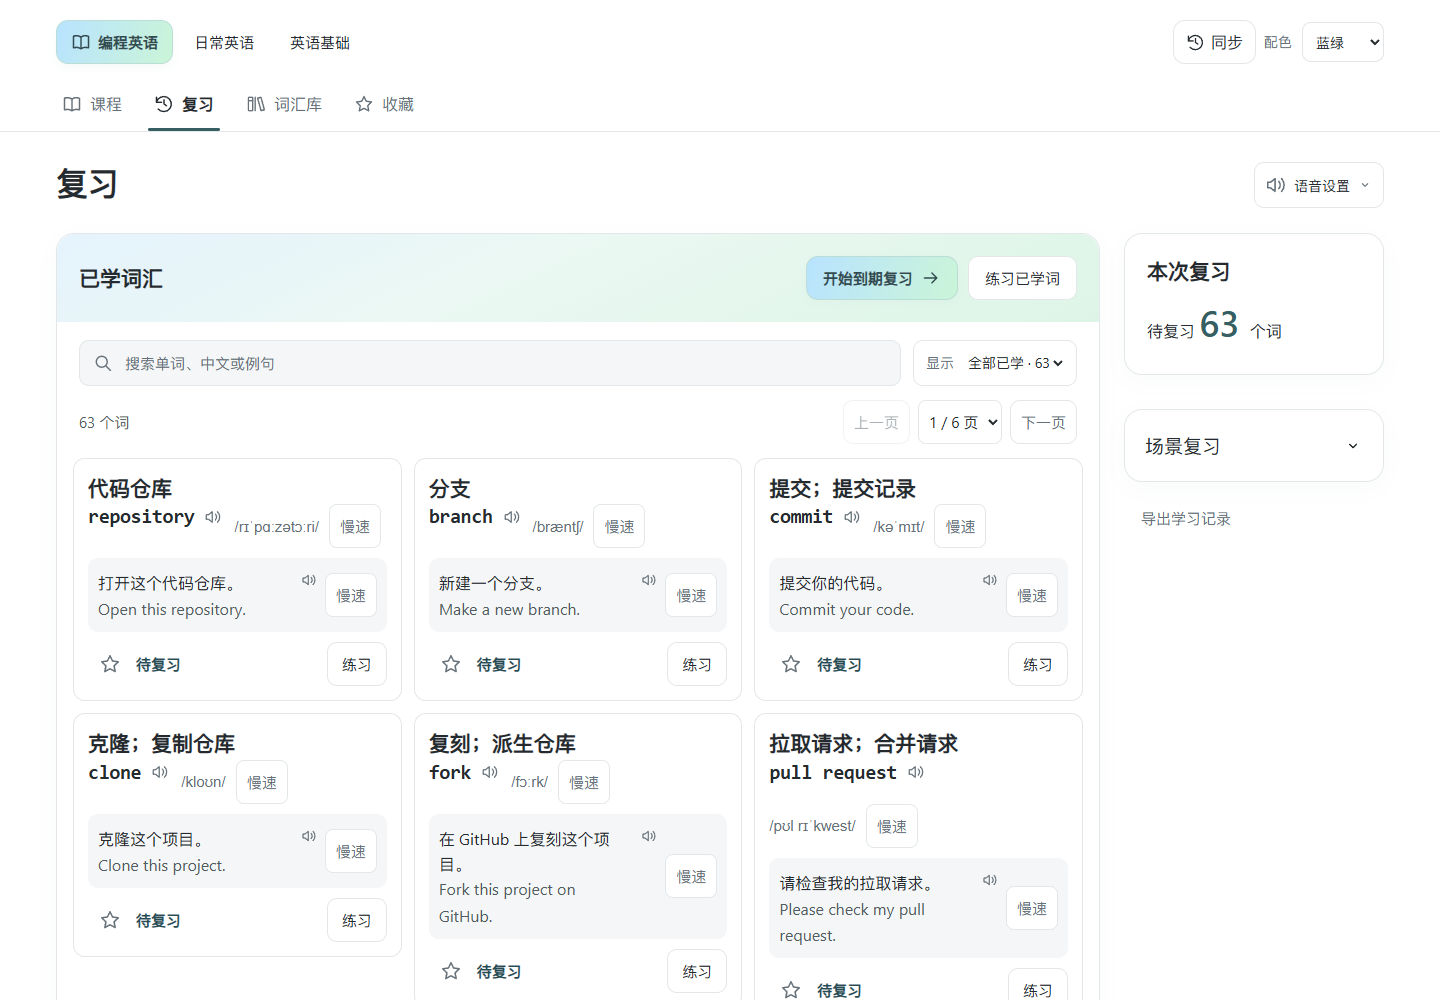 编程英语 日常英语 英语基础 同步 配色 蓝绿
课程 复习 词汇库 收藏
复习 语音设置
已学词汇 开始到期复习 练习已学词
搜索单词、中文或例句 显示 全部已学 · 63
63 个词 上一页 1 / 6 页 下一页
代码仓库
repository /rɪˈpɑːzətɔːri/ 慢速
打开这个代码仓库。
Open this repository.
慢速
待复习 练习
分支
branch /bræntʃ/ 慢速
新建一个分支。
Make a new branch.
慢速
待复习 练习
提交；提交记录
commit /kəˈmɪt/ 慢速
提交你的代码。
Commit your code.
慢速
待复习 练习
克隆；复制仓库
clone /kloʊn/ 慢速
克隆这个项目。
Clone this project.
慢速
待复习 练习
复刻；派生仓库
fork /fɔːrk/ 慢速
在 GitHub 上复刻这个项
目。
Fork this project on
GitHub.
慢速
待复习 练习
拉取请求；合并请求
pull request
/pʊl rɪˈkwest/ 慢速
请检查我的拉取请求。
Please check my pull
request.
慢速
待复习 练习
本次复习
待复习 63 个词
场景复习
导出学习记录